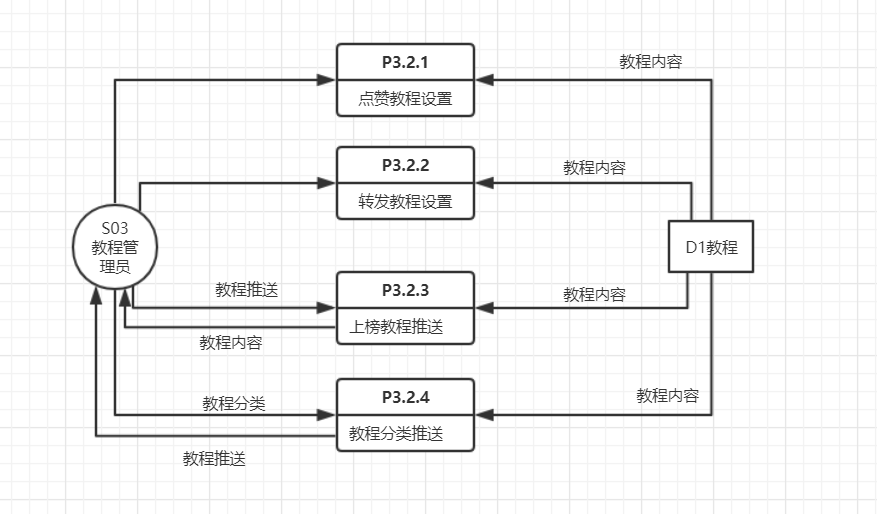 P3.2.1
点赞教程设置
教程内容
P3.2.2
转发教程设置
教程内容
S03
教程管
理员
D1教程
P3.2.3
上榜教程推送
教程推送
教程内容
教程内容
P3.2.4
教程分类推送
教程分类
教程推送
教程内容